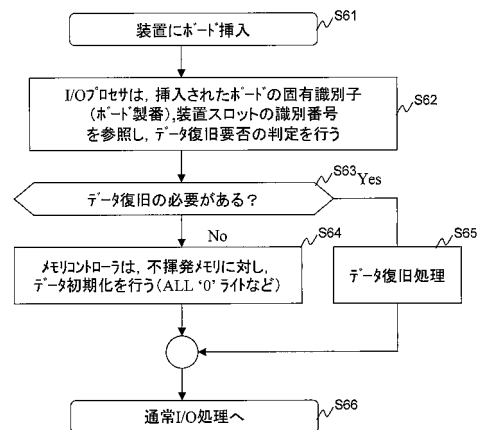 S61
装置にボード挿入
S62
I/Oプロセサは，挿入されたボードの固有識別子
(ボード製番),装置スロットの識別番号
を参照し，データ復旧要否の判定を行う
S63
データ復旧の必要がある？
Yes
No
S64
メモリコントローラは，不揮発メモリに対し，
データ初期化を行う(ALL ‘0’ライトなど)
S65
データ復旧処理
S66
通常I/O処理へ